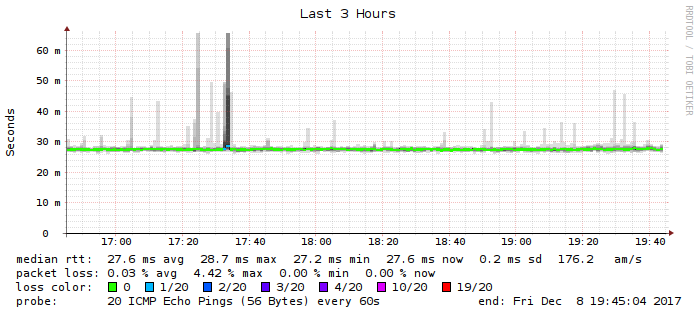 Last 3 Hours
RRDTOOL / TOBI OETIKER
Seconds
60 m
50 m
40 m
30 m
20 m
10 m
0
17:00 17:20 17:40 18:00 18:20 18:40 19:00 19:20 19:40
median rtt: 27.6 ms avg 28.7 ms max 27.2 ms min 27.6 ms now 0.2 ms sd 176.2 am/s
packet loss: 0.03 % avg 4.42 % max 0.00 % min 0.00 % now
loss color: 0 1/20 2/20 3/20 4/20 10/20 19/20
probe: 20 ICMP Echo Pings (56 Bytes) every 60s end: Fri Dec 8 19:45:04 2017